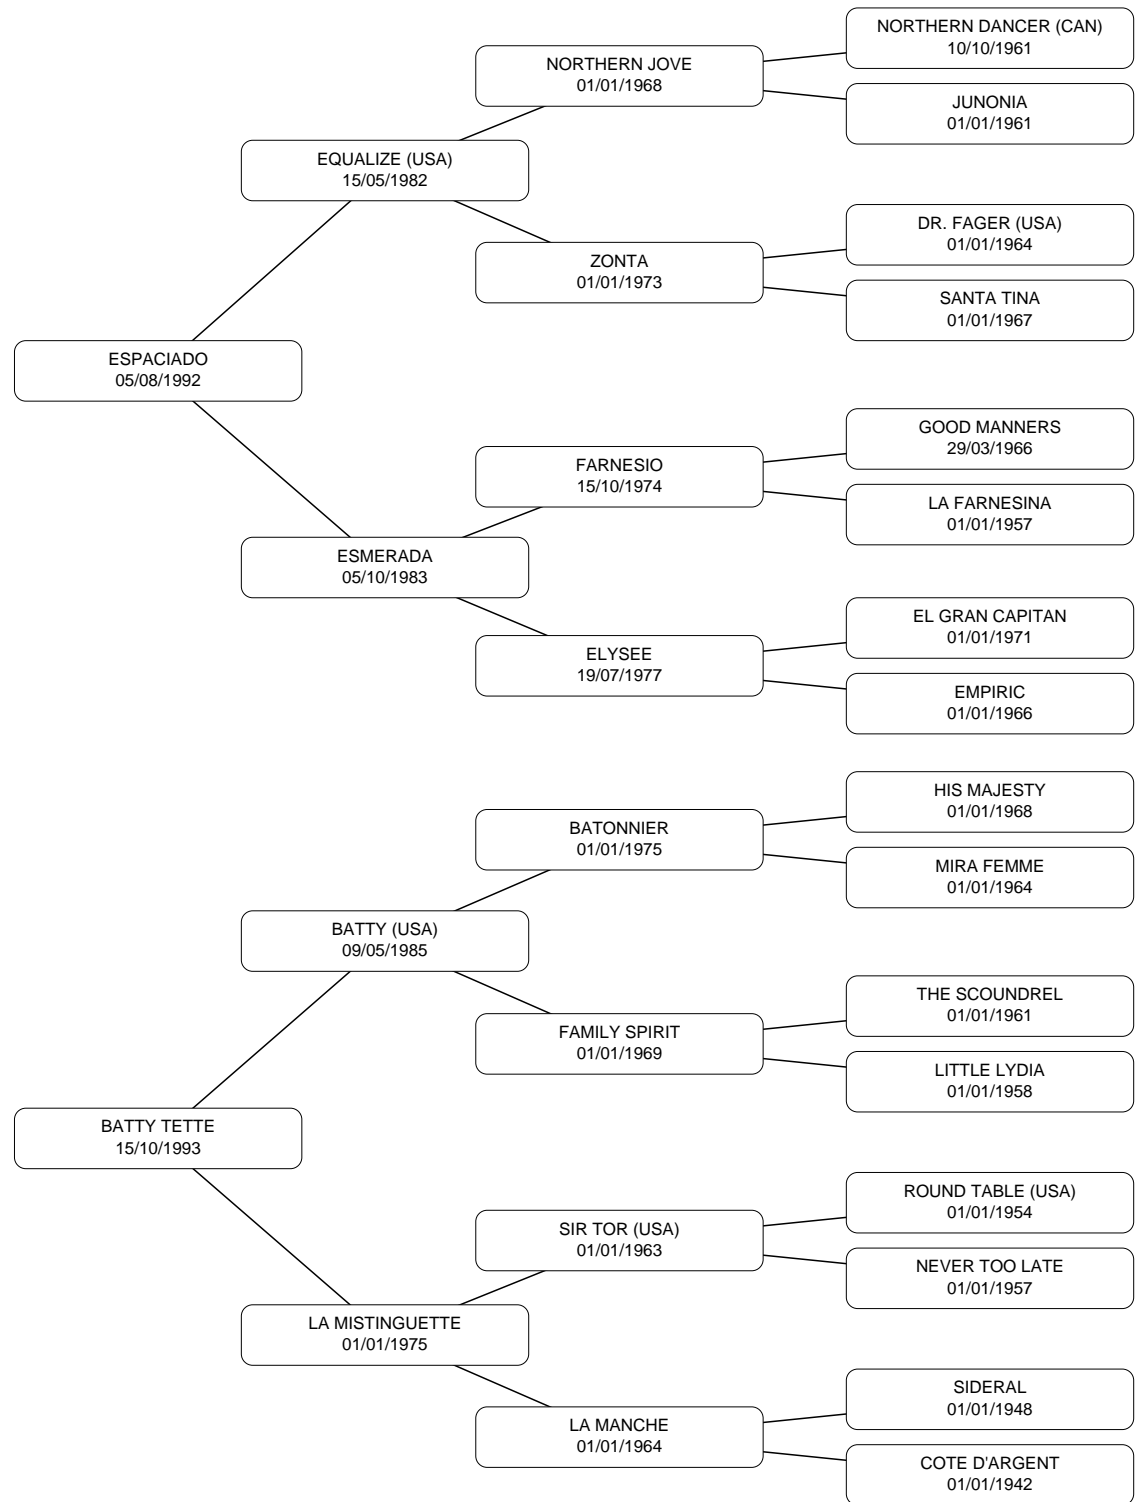 NORTHERN DANCER (CAN)
10/10/1961
NORTHERN JOVE
01/01/1968
JUNONIA
01/01/1961
EQUALIZE (USA)
15/05/1982
DR. FAGER (USA)
01/01/1964
ZONTA
01/01/1973
SANTA TINA
01/01/1967
ESPACIADO
05/08/1992
GOOD MANNERS
29/03/1966
FARNESIO
15/10/1974
LA FARNESINA
01/01/1957
ESMERADA
05/10/1983
EL GRAN CAPITAN
01/01/1971
ELYSEE
19/07/1977
EMPIRIC
01/01/1966
HIS MAJESTY
01/01/1968
BATONNIER
01/01/1975
MIRA FEMME
01/01/1964
BATTY (USA)
09/05/1985
THE SCOUNDREL
01/01/1961
FAMILY SPIRIT
01/01/1969
LITTLE LYDIA
01/01/1958
BATTY TETTE
15/10/1993
ROUND TABLE (USA)
01/01/1954
SIR TOR (USA)
01/01/1963
NEVER TOO LATE
01/01/1957
LA MISTINGUETTE
01/01/1975
SIDERAL
01/01/1948
LA MANCHE
01/01/1964
COTE D'ARGENT
01/01/1942